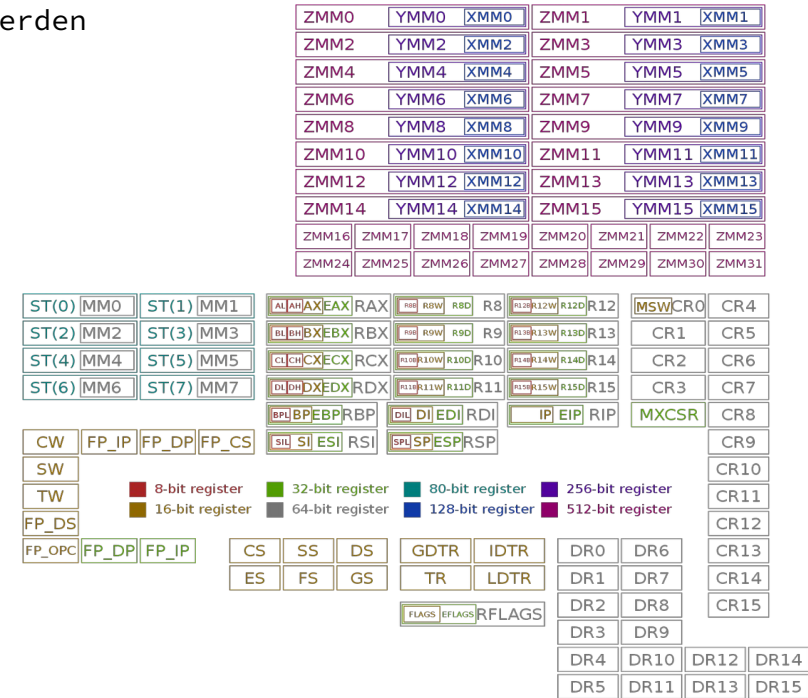 erden
ZMM0 YMM0 XMM0 ZMM1 YMM1 XMM1
ZMM2 YMM2 XMM2 ZMM3 YMM3 XMM3
ZMM4 YMM4 XMM4 ZMM5 YMM5 XMM5
ZMM6 YMM6 XMM6 ZMM7 YMM7 XMM7
ZMM8 YMM8 XMM8 ZMM9 YMM9 XMM9
ZMM10 YMM10 XMM10 ZMM11 YMM11 XMM11
ZMM12 YMM12 XMM12 ZMM13 YMM13 XMM13
ZMM14 YMM14 XMM14 ZMM15 YMM15 XMM15
ZMM16 ZMM17 ZMM18 ZMM19 ZMM20 ZMM21 ZMM22 ZMM23
ZMM24 ZMM25 ZMM26 ZMM27 ZMM28 ZMM29 ZMM30 ZMM31
ST(0) MM0 ST(1) MM1 AL AH AX EAX RAX R8B R8W R8D R8 R12B R12W R12D R12 MSW CR0 CR4
ST(2) MM2 ST(3) MM3 BL BH BX EBX RBX R9B R9W R9D R9 R13B R13W R13D R13 CR1 CR5
ST(4) MM4 ST(5) MM5 CL CH CX ECX RCX R10B R10W R10D R10 R14B R14W R14D R14 CR2 CR6
ST(6) MM6 ST(7) MM7 DL DH DX EDX RDX R11B R11W R11D R11 R15B R15W R15D R15 CR3 CR7
BPL BP EBP RBP DIL DI EDI RDI IP EIP RIP MXCSR CR8
CW FP_IP FP_DP FP_CS SIL SI ESI RSI SPL SP ESP RSP CR9
SW CR10
TW 8-bit register 32-bit register 80-bit register 256-bit register CR11
FP_DS 16-bit register 64-bit register 128-bit register 512-bit register CR12
FP_OPC FP_DP FP_IP CS SS DS GDTR IDTR DR0 DR6 CR13
ES FS GS TR LDTR DR1 DR7 CR14
FLAGS EFLAGS RFLAGS DR2 DR8 CR15
DR3 DR9
DR4 DR10 DR12 DR14
DR5 DR11 DR13 DR15